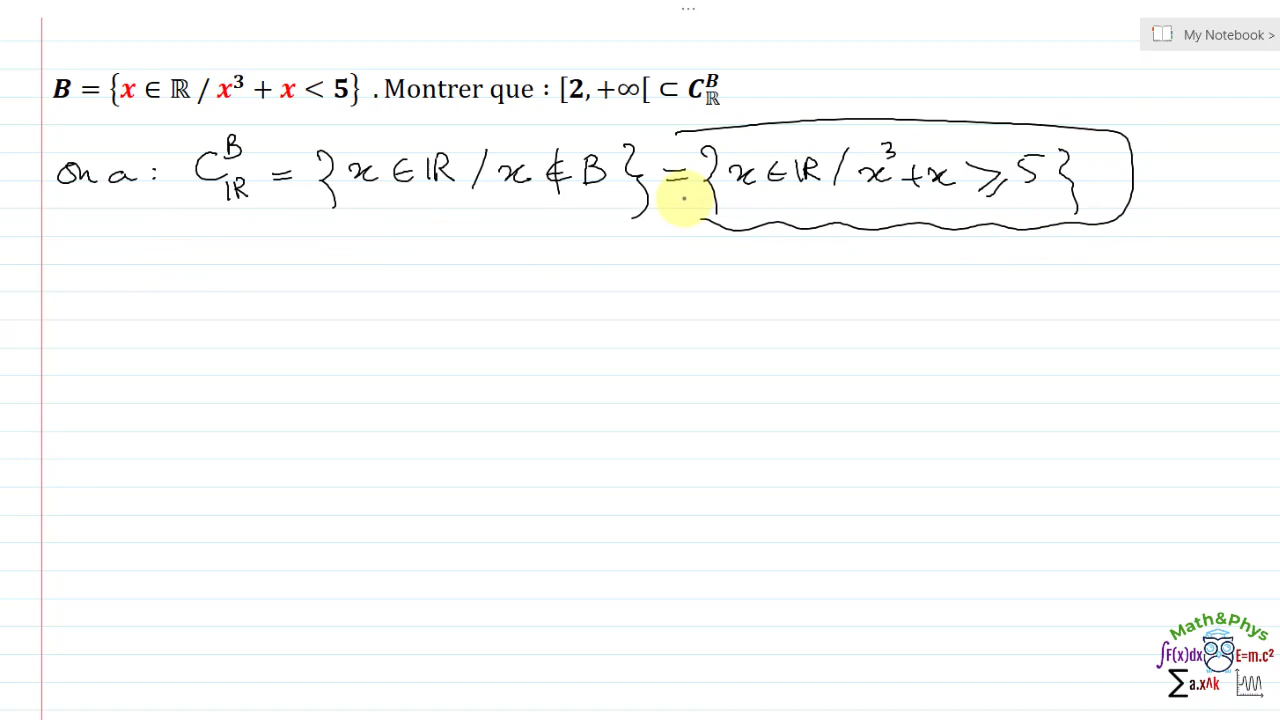 ...
My Notebook >
B = {x ∈ ℝ / x³ + x < 5} . Montrer que : [2, +∞[ ⊂ C_ℝ^B
on a : C_ℝ^B = {x ∈ ℝ / x ∉ B} = {x ∈ ℝ / x³ + x ⩾ 5}
Math&Phys
∫F(x)dx E=m.c²
∑ a.x^k